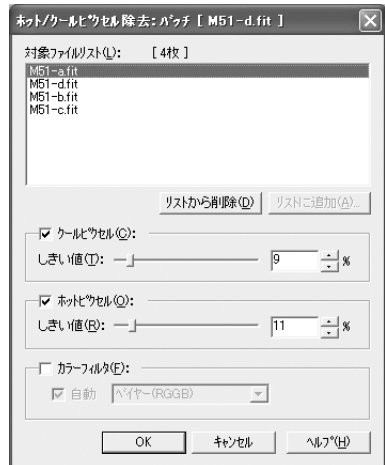 ホット/クールピクセル除去:バッチ [ M51-d.fit ]
対象ファイルリスト(L): [ 4枚 ]
M51-a.fit
M51-d.fit
M51-b.fit
M51-c.fit
リストから削除(D) リストに追加(A)...
クールピクセル(C):
しきい値(T): 9 %
ホットピクセル(O):
しきい値(R): 11 %
カラーフィルタ(F):
自動 ベイヤー(RGGB)
OK キャンセル ヘルプ(H)